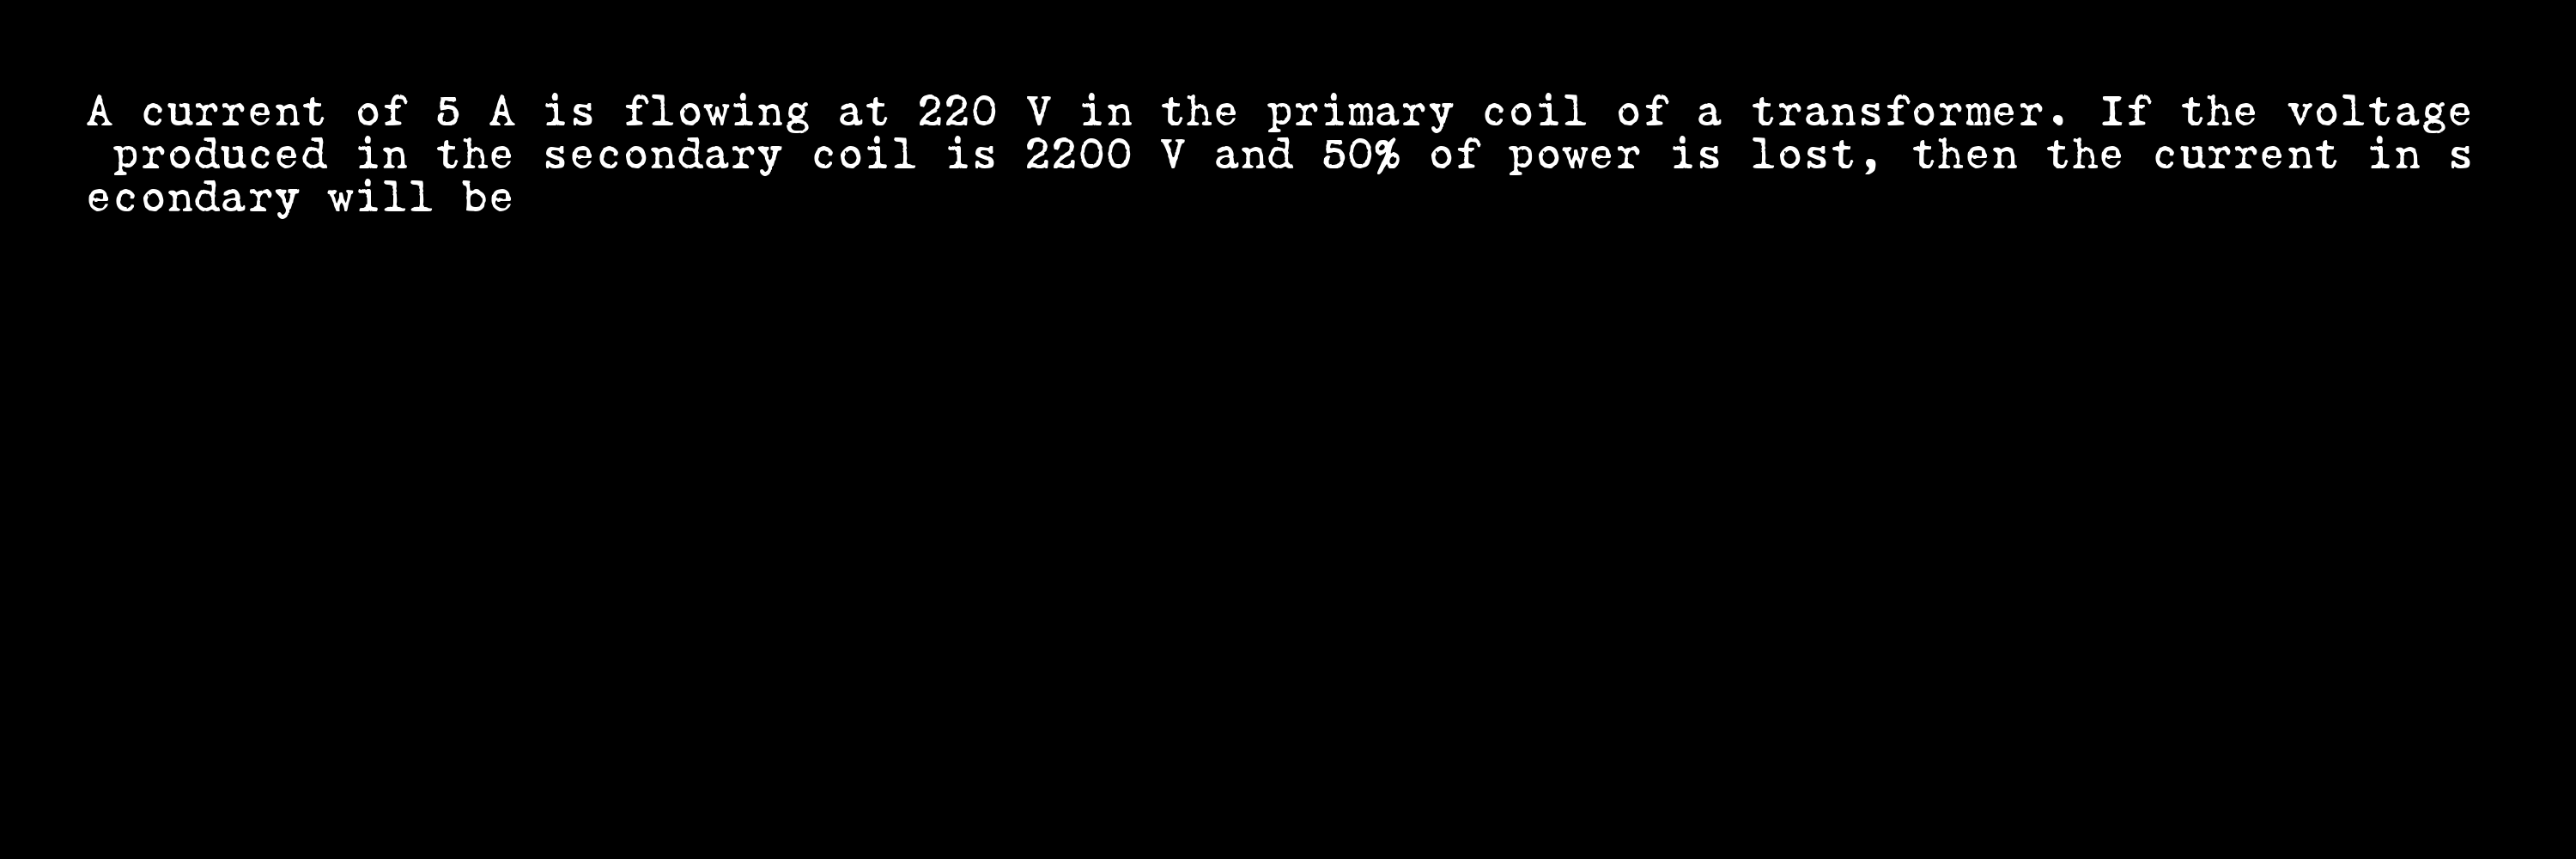 A current of 5 A is flowing at 220 V in the primary coil of a transformer. If the voltage
produced in the secondary coil is 2200 V and 50% of power is lost, then the current in s
econdary will be